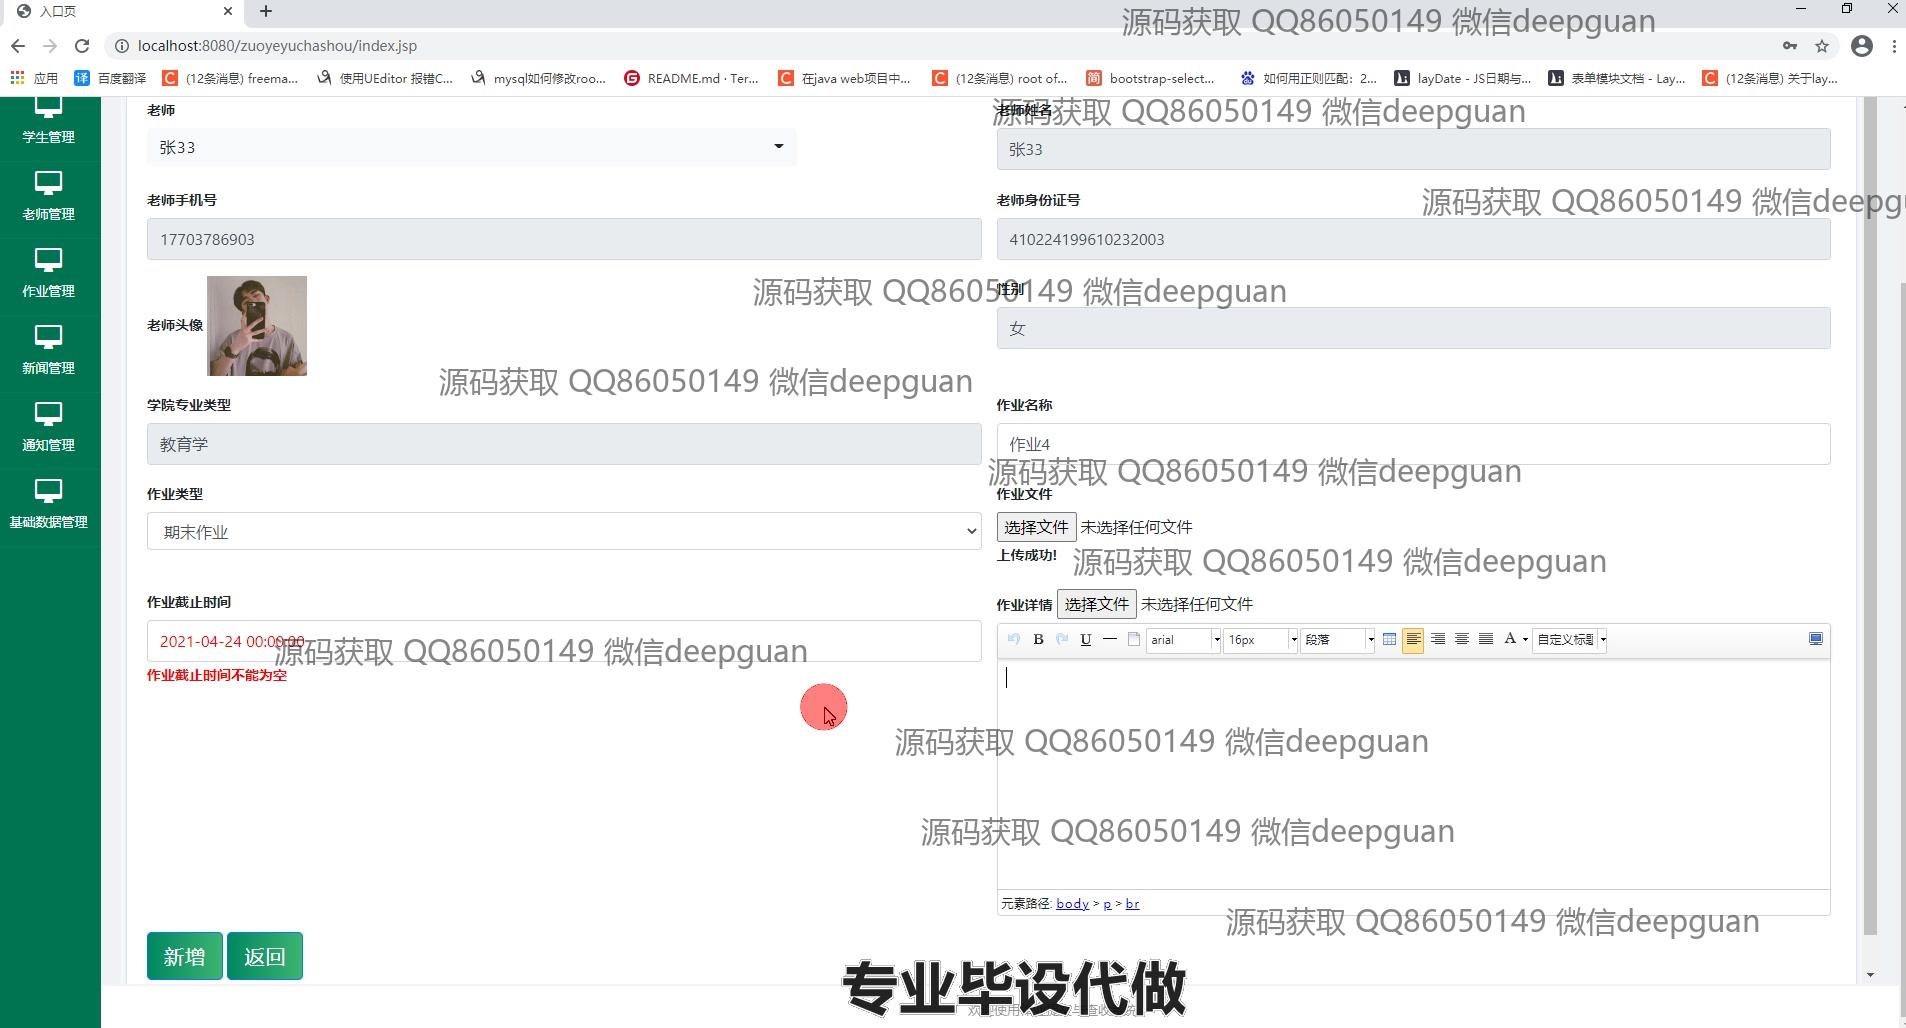 入口页
源码获取 QQ86050149 微信deepguan
localhost:8080/zuoyeyuchashou/index.jsp
应用 百度翻译 (12条消息) freema... 使用UEditor 报错C... mysql如何修改roo... README.md · Ter... 在java web项目中... (12条消息) root of... bootstrap-select... 如何用正则匹配：2... layDate - JS日期与... 表单模块文档 - Lay... (12条消息) 关于lay...
学生管理
老师管理
作业管理
新闻管理
通知管理
基础数据管理
老师
张33
老师姓名
源码获取 QQ86050149 微信deepguan
张33
老师手机号
17703786903
老师身份证号
源码获取 QQ86050149 微信deepgu
410224199610232003
老师头像
源码获取 QQ86050149 微信deepguan
性别
女
源码获取 QQ86050149 微信deepguan
学院专业类型
教育学
作业名称
作业4
源码获取 QQ86050149 微信deepguan
作业类型
期末作业
作业文件
选择文件 未选择任何文件
上传成功!
源码获取 QQ86050149 微信deepguan
作业截止时间
2021-04-24 00:00:00
源码获取 QQ86050149 微信deepguan
作业截止时间不能为空
作业详情 选择文件 未选择任何文件
B U arial 16px 段落 A 自定义标题
源码获取 QQ86050149 微信deepguan
源码获取 QQ86050149 微信deepguan
元素路径: body > p > br
源码获取 QQ86050149 微信deepguan
新增 返回
专业毕设代做